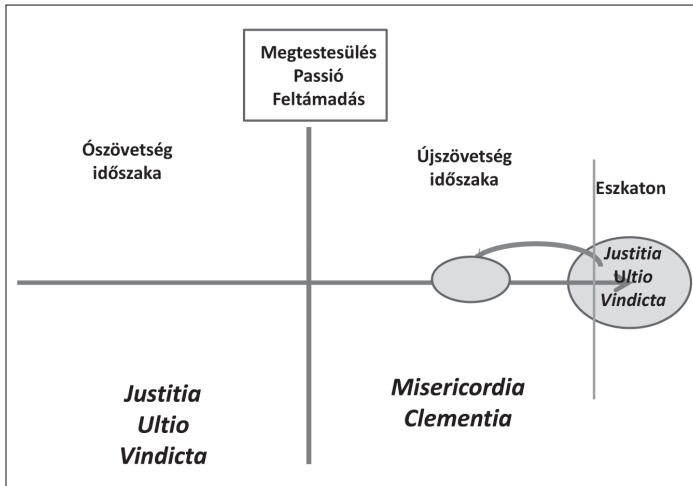 Megtestesülés
Passió
Feltámadás
Ószövetség
időszaka
Újszövetség
időszaka
Eszkaton
Justitia
Ultio
Vindicta
Justitia
Ultio
Vindicta
Misericordia
Clementia